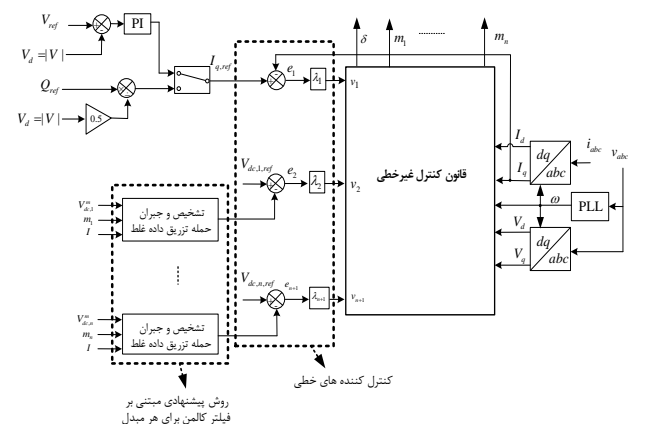 V_ref
PI
V_d=|V|
Q_ref
V_d=|V|
0.5
I_q,ref
e_1
λ_1
v_1
δ
m_1
..........
m_n
قانون کنترل غیرخطی
I_d
I_q
ω
V_d
V_q
dq
abc
i_abc
v_abc
PLL
dq
abc
V_dc,1,ref
e_2
λ_2
v_2
V^m_dc,1
m_1
I
تشخیص و جبران
حمله تزریق داده غلط
V_dc,n,ref
e_n+1
λ_n+1
v_n+1
V^m_dc,n
m_n
I
تشخیص و جبران
حمله تزریق داده غلط
کنترل کننده های خطی
روش پیشنهادی مبتنی بر
فیلتر کالمن برای هر مبدل